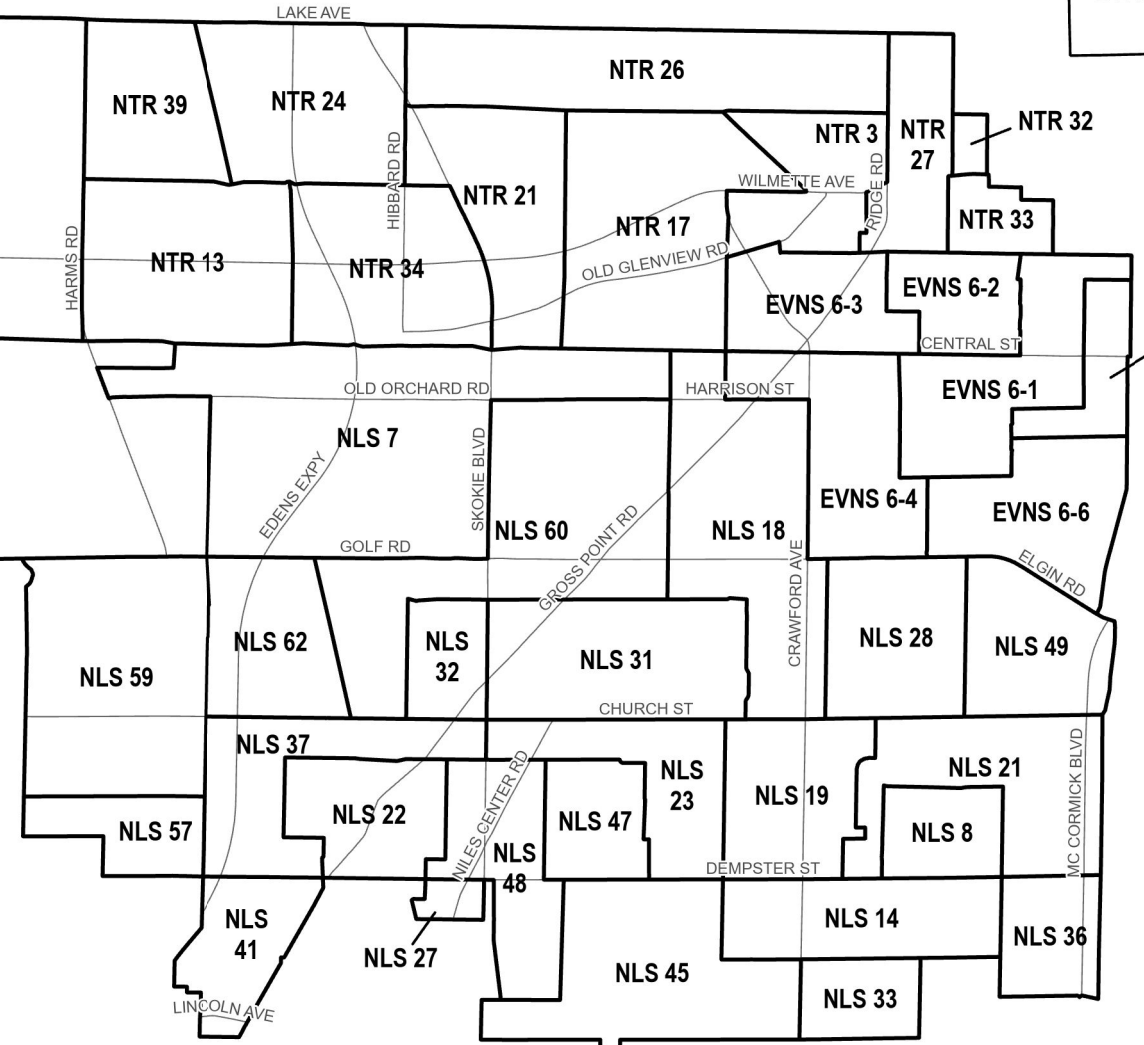 LAKE AVE
NTR 26
NTR 39
NTR 24
NTR 3
NTR
27
NTR 32
HIBBARD RD
WILMETTE AVE
RIDGE RD
NTR 21
NTR 17
NTR 33
HARMS RD
NTR 13
NTR 34
OLD GLENVIEW RD
EVNS 6-3
EVNS 6-2
CENTRAL ST
OLD ORCHARD RD
HARRISON ST
EVNS 6-1
NLS 7
SKOKIE BLVD
EDENS EXPY
EVNS 6-4
EVNS 6-6
NLS 60
NLS 18
GROSS POINT RD
GOLF RD
ELGIN RD
CRAWFORD AVE
NLS 62
NLS
32
NLS 31
NLS 28
NLS 49
NLS 59
CHURCH ST
NLS 37
NLS
23
NLS 21
MC CORMICK BLVD
NILES CENTER RD
NLS 22
NLS 47
NLS 19
NLS 57
NLS 8
NLS
48
DEMPSTER ST
NLS
41
NLS 14
NLS 27
NLS 36
NLS 45
NLS 33
LINCOLN AVE